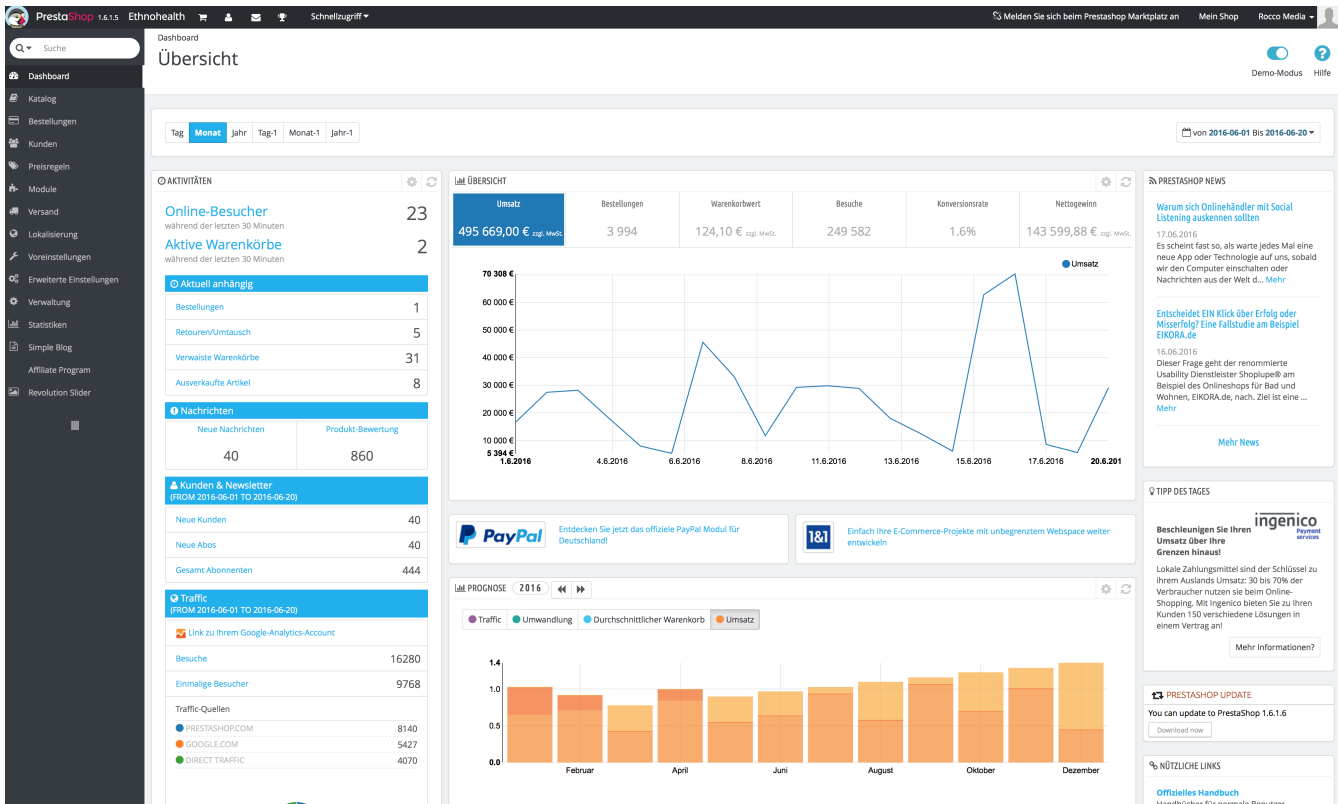 PrestaShop 1.6.1.5 Ethnohealth Schnellzugriff Melden Sie sich beim Prestashop Marktplatz an Mein Shop Rocco Media
Suche
Dashboard
Katalog
Bestellungen
Kunden
Preisregeln
Module
Versand
Lokalisierung
Voreinstellungen
Erweiterte Einstellungen
Verwaltung
Statistiken
Simple Blog
Affiliate Program
Revolution Slider
Dashboard
Übersicht
Demo-Modus Hilfe
Tag Monat Jahr Tag-1 Monat-1 Jahr-1
von 2016-06-01 Bis 2016-06-20
AKTIVITÄTEN
Online-Besucher 23
während der letzten 30 Minuten
Aktive Warenkörbe 2
während der letzten 30 Minuten
Aktuell anhängig
Bestellungen 1
Retouren/Umtausch 5
Verwaiste Warenkörbe 31
Ausverkaufte Artikel 8
Nachrichten
Neue Nachrichten Produkt-Bewertung
40 860
Kunden & Newsletter
(FROM 2016-06-01 TO 2016-06-20)
Neue Kunden 40
Neue Abos 40
Gesamt Abonnenten 444
Traffic
(FROM 2016-06-01 TO 2016-06-20)
Link zu Ihrem Google-Analytics-Account
Besuche 16280
Einmalige Besucher 9768
Traffic-Quellen
PRESTASHOP.COM 8140
GOOGLE.COM 5427
DIRECT TRAFFIC 4070
ÜBERSICHT
Umsatz Bestellungen Warenkorbwert Besuche Konversionsrate Nettogewinn
495 669,00 € zzgl. MwSt. 3 994 124,10 € zzgl. MwSt. 249 582 1.6% 143 599,88 € zzgl. MwSt.
Umsatz
70 308 €
60 000 €
50 000 €
40 000 €
30 000 €
20 000 €
10 000 €
5 394 €
1.6.2016 4.6.2016 6.6.2016 8.6.2016 11.6.2016 13.6.2016 15.6.2016 17.6.2016 20.6.201
PayPal
Entdecken Sie jetzt das offiziele PayPal Modul für
Deutschland!
1&1
Einfach Ihre E-Commerce-Projekte mit unbegrenztem Webspace weiter
entwickeln
PROGNOSE 2016
Traffic Umwandlung Durchschnittlicher Warenkorb Umsatz
1.4
1.0
0.5
0.0
Februar April Juni August Oktober Dezember
PRESTASHOP NEWS
Warum sich Onlinehändler mit Social
Listening auskennen sollten
17.06.2016
Es scheint fast so, als warte jedes Mal eine
neue App oder Technologie auf uns, sobald
wir den Computer einschalten oder
Nachrichten aus der Welt d... Mehr
Entscheidet EIN Klick über Erfolg oder
Misserfolg? Eine Fallstudie am Beispiel
EIKORA.de
16.06.2016
Dieser Frage geht der renommierte
Usability Dienstleister Shoplupe® am
Beispiel des Onlineshops für Bad und
Wohnen, EIKORA.de, nach. Ziel ist eine ...
Mehr
Mehr News
TIPP DES TAGES
ingenico
Payment
services
Beschleunigen Sie Ihren
Umsatz über Ihre
Grenzen hinaus!
Lokale Zahlungsmittel sind der Schlüssel zu
ihrem Auslands Umsatz: 30 bis 70% der
Verbraucher nutzen sie beim Online-
Shopping. Mit Ingenico bieten Sie zu Ihren
Kunden 150 verschiedene Lösungen in
einem Vertrag an!
Mehr Informationen?
PRESTASHOP UPDATE
You can update to PrestaShop 1.6.1.6
Download now
NÜTZLICHE LINKS
Offizielles Handbuch
Handbücher für normale Benutzer,